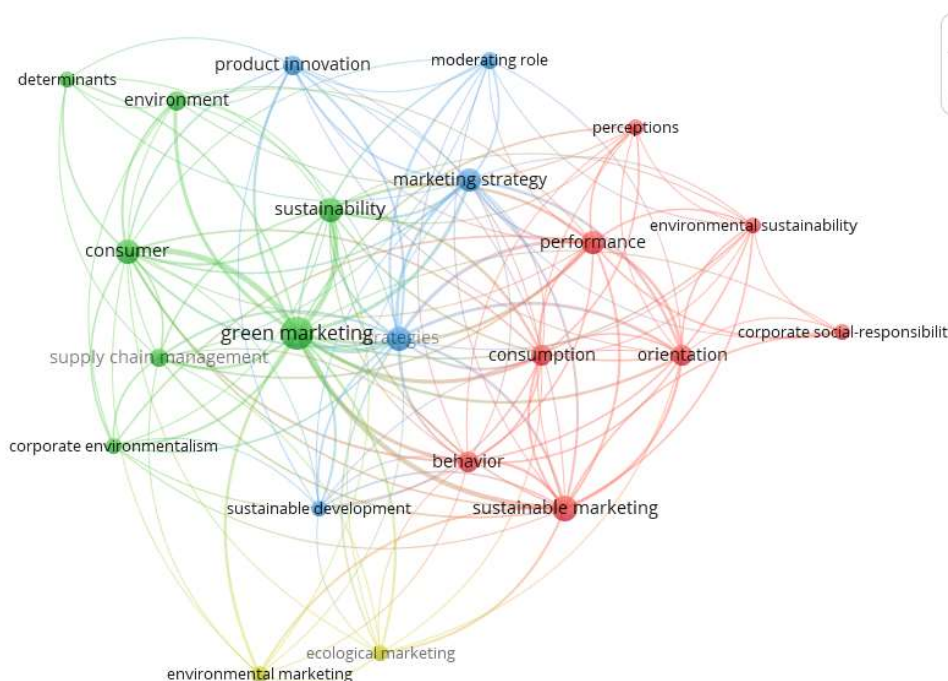 product innovation
moderating role
determinants
environment
perceptions
marketing strategy
sustainability
environmental sustainability
performance
consumer
green marketing
rategies
corporate social-responsibilit
supply chain management
consumption
orientation
corporate environmentalism
behavior
sustainable development
sustainable marketing
ecological marketing
environmental marketing